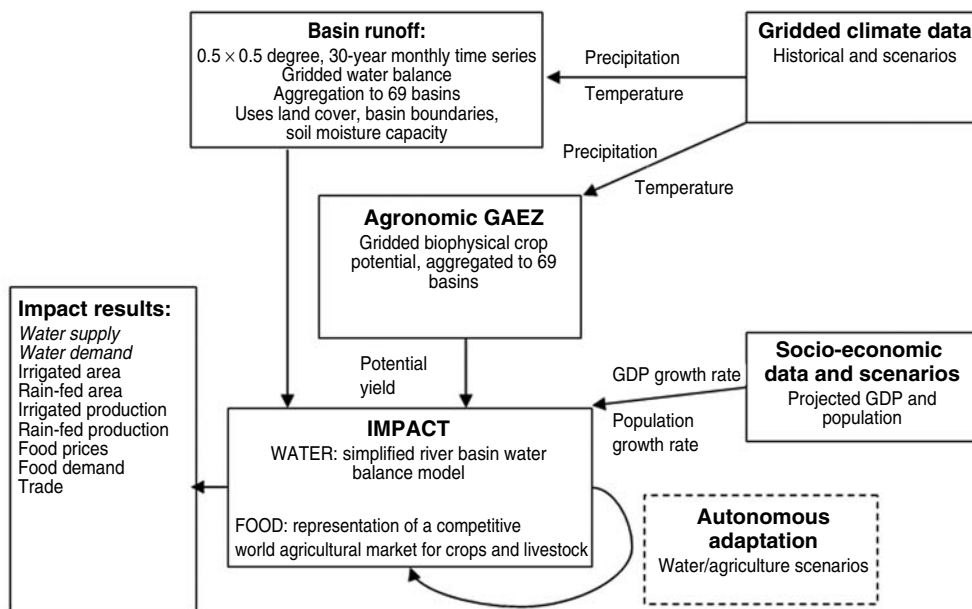 Basin runoff:
0.5 × 0.5 degree, 30-year monthly time series
Gridded water balance
Aggregation to 69 basins
Uses land cover, basin boundaries,
soil moisture capacity
Precipitation
Temperature
Gridded climate data
Historical and scenarios
Precipitation
Temperature
Agronomic GAEZ
Gridded biophysical crop
potential, aggregated to 69
basins
Impact results:
Water supply
Water demand
Irrigated area
Rain-fed area
Irrigated production
Rain-fed production
Food prices
Food demand
Trade
Potential
yield
GDP growth rate
Population
growth rate
Socio-economic
data and scenarios
Projected GDP and
population
IMPACT
WATER: simplified river basin water
balance model
FOOD: representation of a competitive
world agricultural market for crops and livestock
Autonomous
adaptation
Water/agriculture scenarios